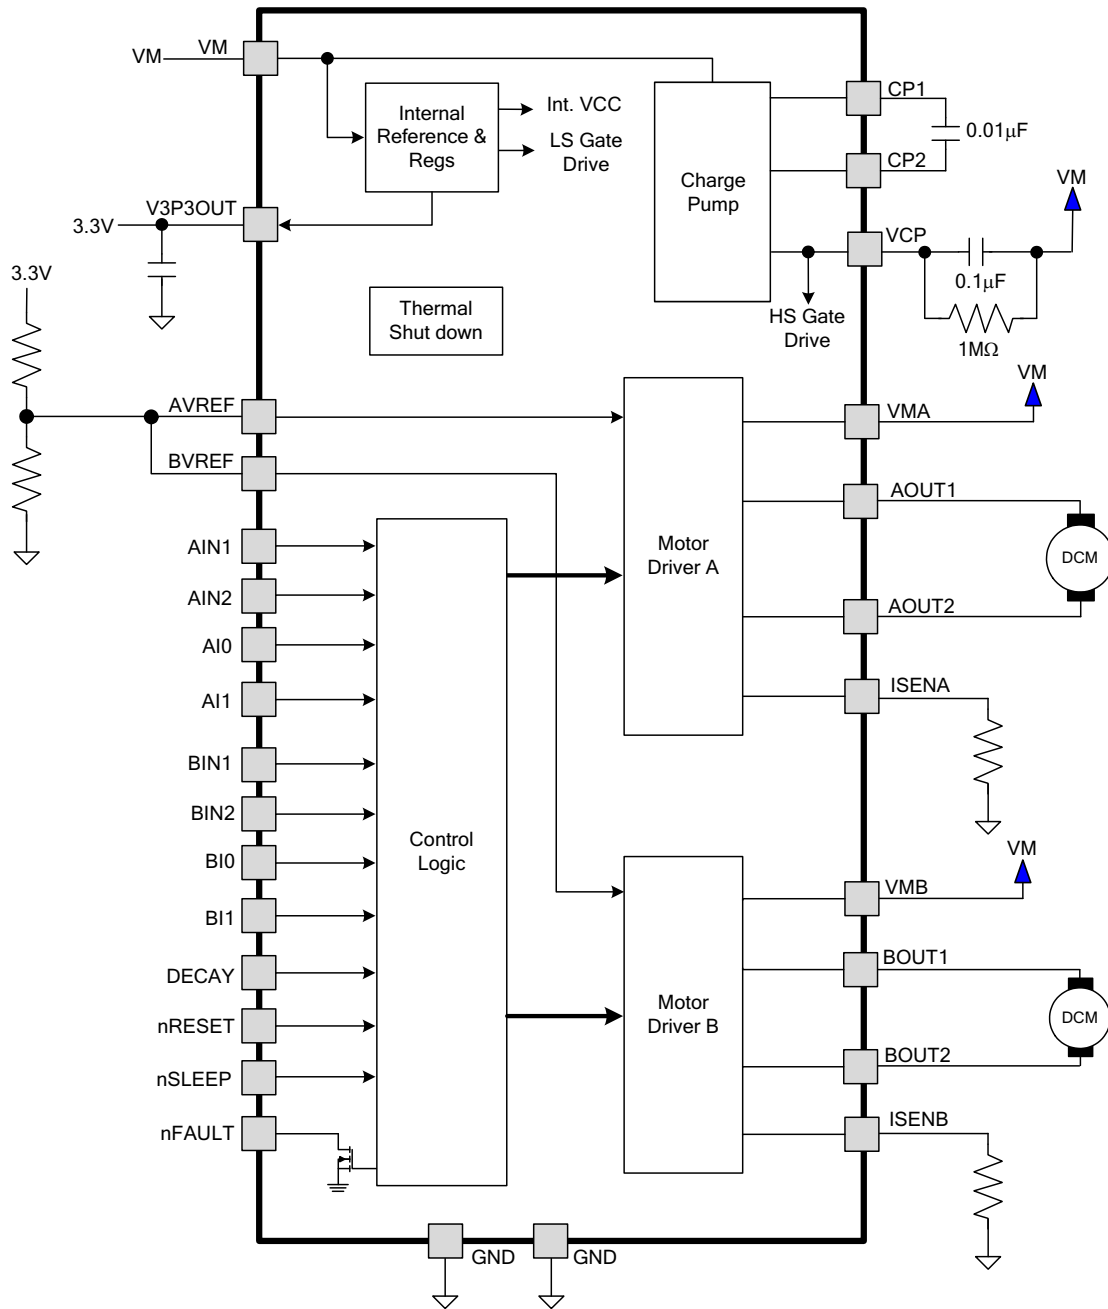 VM
VM
CP1
Internal
Reference &
Regs
Int. VCC
LS Gate
Drive
0.01µF
Charge
Pump
CP2
VM
V3P3OUT
3.3V
VCP
3.3V
0.1µF
Thermal
Shut down
HS Gate
Drive
1MΩ
VM
AVREF
VMA
BVREF
AOUT1
AIN1
Motor
Driver A
DCM
AIN2
AOUT2
AI0
AI1
ISENA
BIN1
BIN2
Control
Logic
BI0
VM
VMB
BI1
BOUT1
DECAY
Motor
Driver B
DCM
nRESET
BOUT2
nSLEEP
nFAULT
ISENB
GND
GND